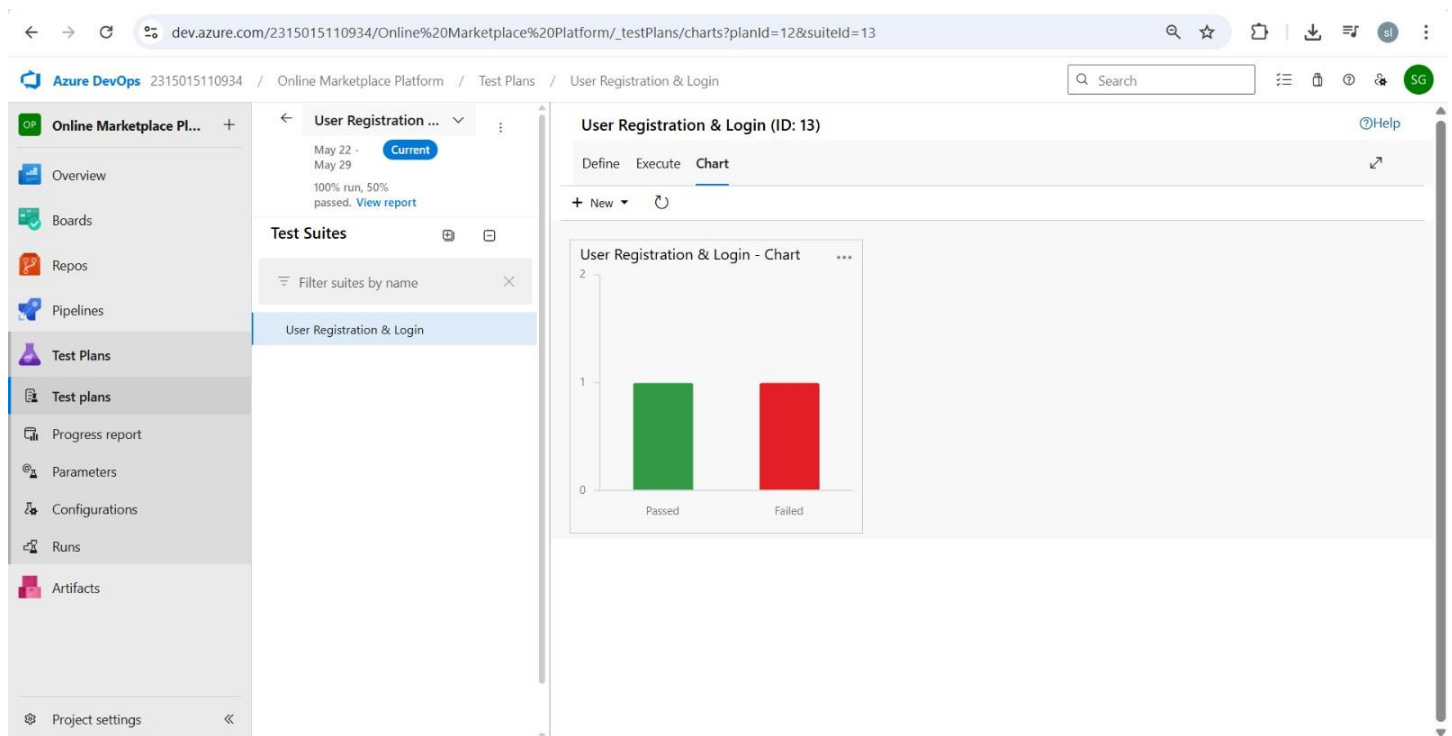 dev.azure.com/2315015110934/Online%20Marketplace%20Platform/_testPlans/charts?planId=12&suiteId=13
sl
Azure DevOps 2315015110934 / Online Marketplace Platform / Test Plans / User Registration & Login
Search
SG
OP Online Marketplace Pl... +
Overview
Boards
Repos
Pipelines
Test Plans
Test plans
Progress report
Parameters
Configurations
Runs
Artifacts
Project settings
User Registration ...
May 22 -
May 29
Current
100% run, 50%
passed. View report
Test Suites
Filter suites by name
User Registration & Login
User Registration & Login (ID: 13)
Help
Define Execute Chart
+ New
User Registration & Login - Chart
2
1
0
Passed Failed